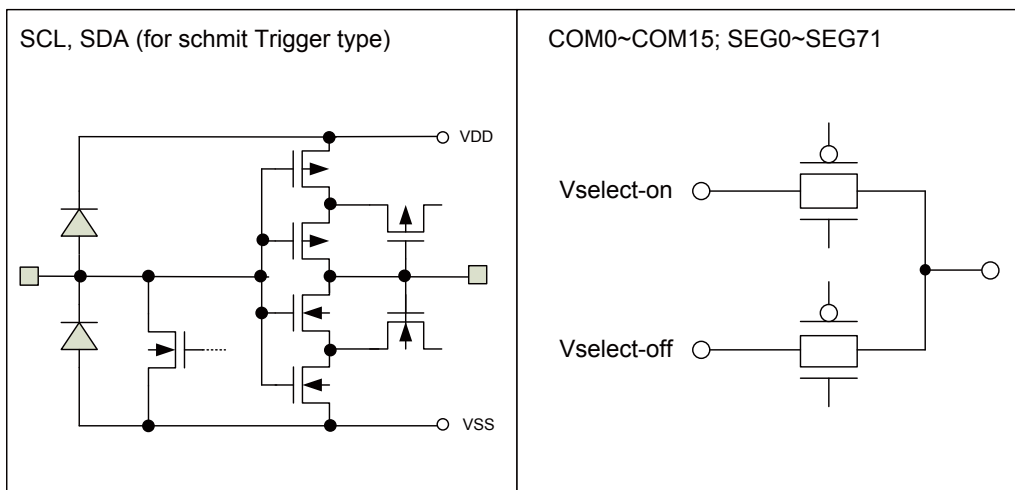 SCL, SDA (for schmit Trigger type)
VDD
VSS
COM0~COM15; SEG0~SEG71
Vselect-on
Vselect-off